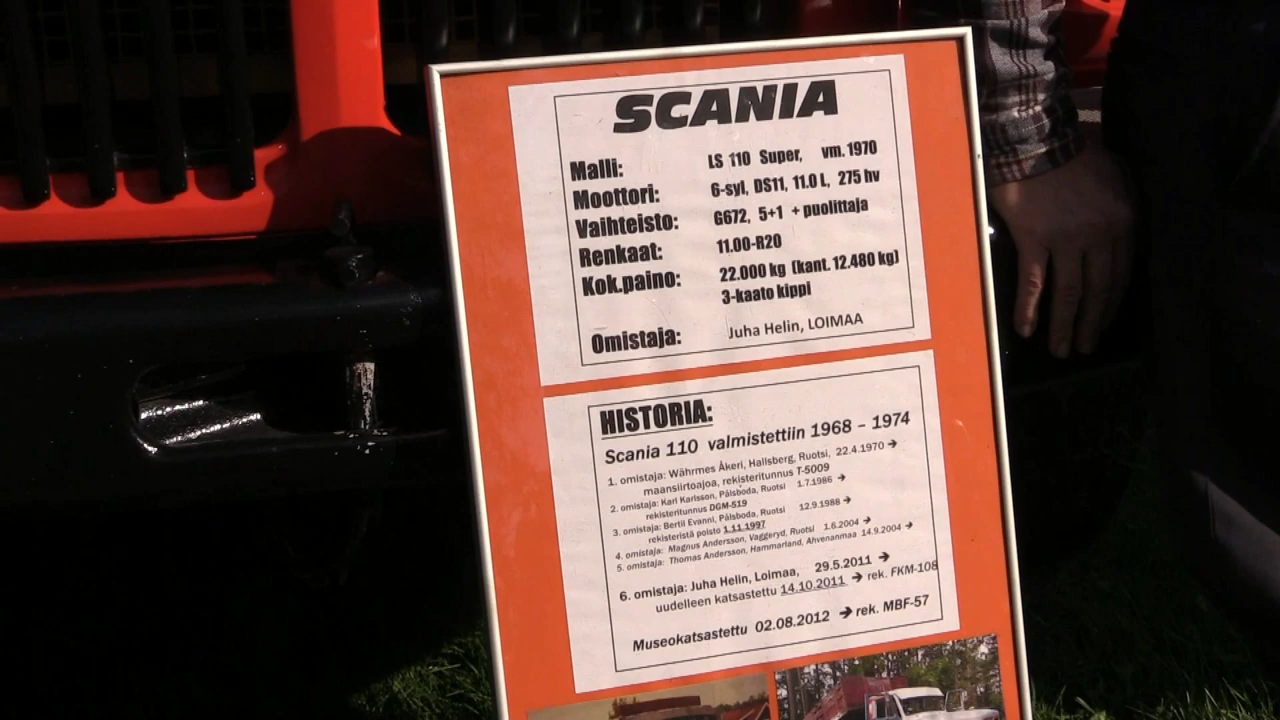 SCANIA
Malli: LS 110 Super, vm. 1970
Moottori: 6-syl, DS11, 11.0 L, 275 hv
Vaihteisto: G672, 5+1 + puolittaja
Renkaat: 11.00-R20
Kok.paino: 22.000 kg (kant. 12.480 kg)
3-kaato kippi
Omistaja: Juha Helin, LOIMAA
HISTORIA:
Scania 110 valmistettiin 1968 – 1974
1. omistaja: Währmes Åkeri, Hallsberg, Ruotsi, 22.4.1970 ➔
maansiirtoajoa, rekisteritunnus T-5009
2. omistaja: Karl Karlsson, Pålsboda, Ruotsi 1.7.1986 ➔
rekisteritunnus DGM-519
3. omistaja: Bertil Evanni, Pålsboda, Ruotsi 12.9.1988 ➔
rekisteristä poisto 1.11.1997
4. omistaja: Magnus Andersson, Vaggeryd, Ruotsi 1.6.2004 ➔
5. omistaja: Thomas Andersson, Hammarland, Ahvenanmaa 14.9.2004 ➔
6. omistaja: Juha Helin, Loimaa, 29.5.2011 ➔
uudelleen katsastettu 14.10.2011 ➔ rek. FKM-108
Museokatsastettu 02.08.2012 ➔ rek. MBF-57